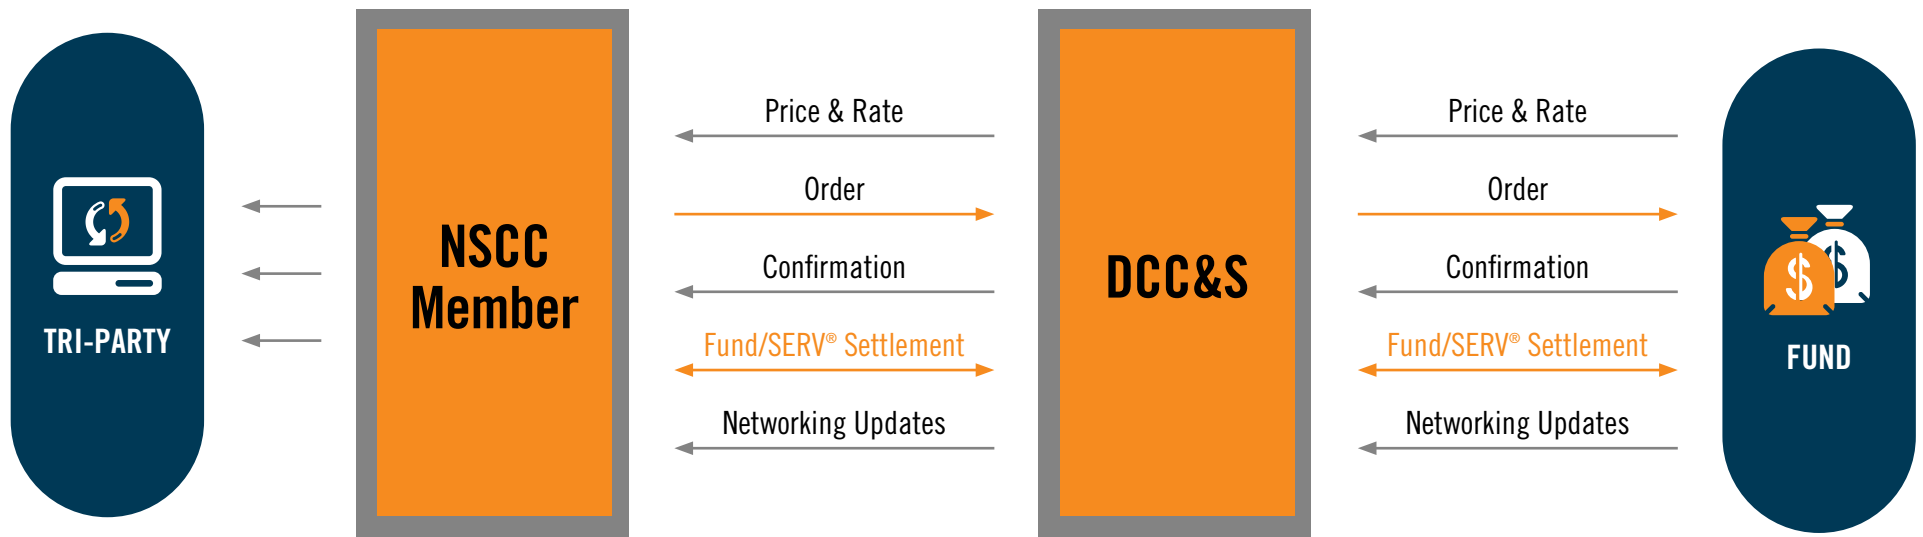 TRI-PARTY
NSCC
Member
Price & Rate
Order
Confirmation
Fund/SERV® Settlement
Networking Updates
DCC&S
Price & Rate
Order
Confirmation
Fund/SERV® Settlement
Networking Updates
$ $
FUND